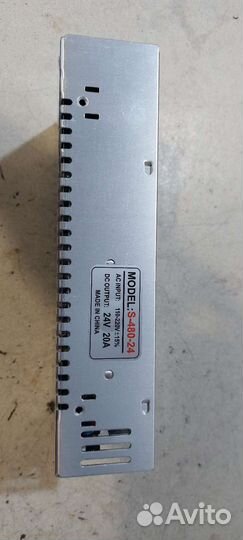 MODEL:S-480-24
AC INPUT: 110-220V±15%
DC OUTPUT: 24V 20A
MADE IN CHINA
Avito